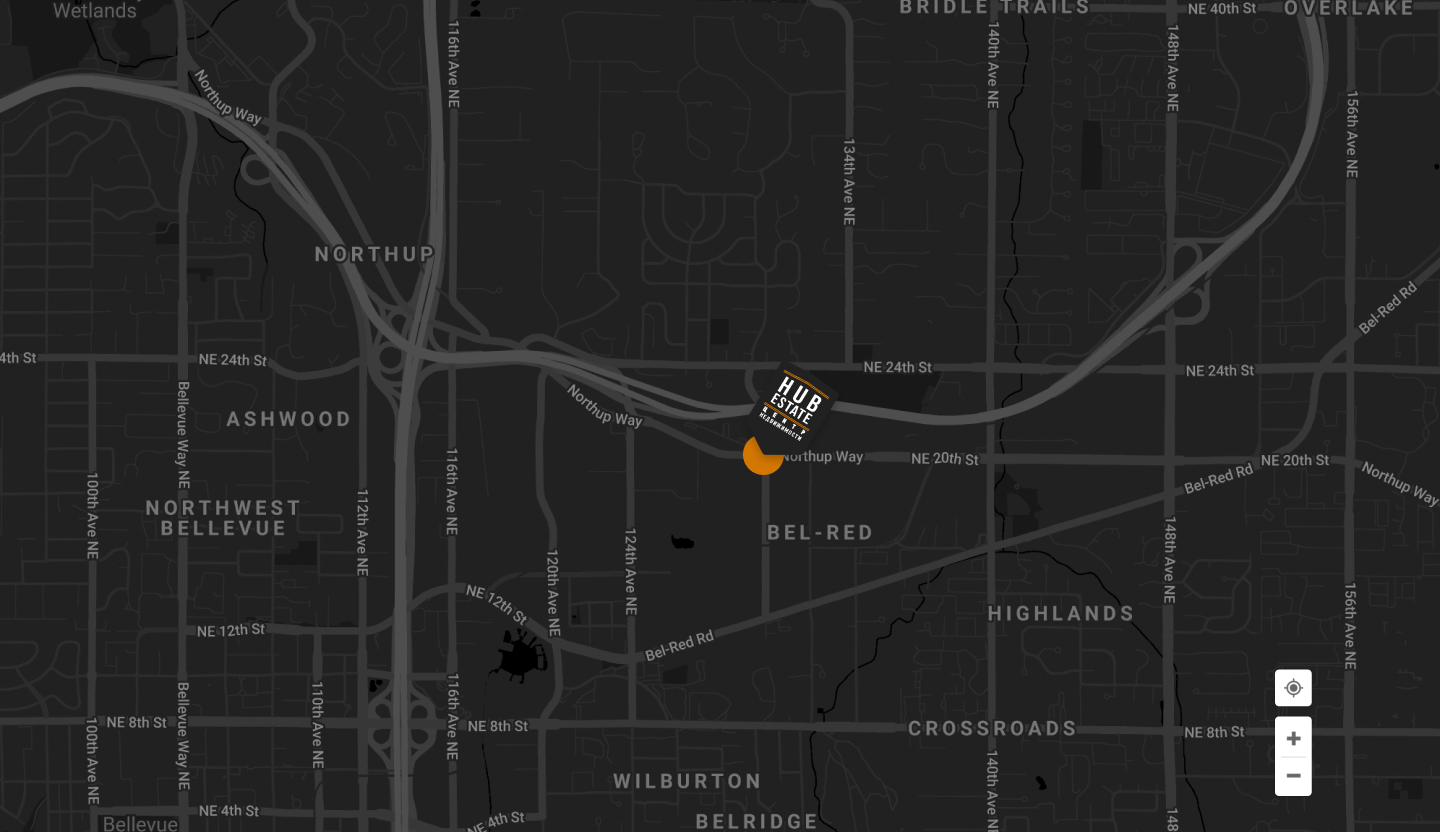 Wetlands
BRIDLE TRAILS
NE 40th St
OVERLAKE
116th Ave NE
140th Ave NE
148th Ave NE
Northup Way
156th Ave NE
134th Ave NE
NORTHUP
Bel-Red Rd
4th St
NE 24th St
NE 24th St
NE 24th St
HUB
ESTATE
ЦЕНТР
НЕДВИЖИМОСТИ
Bellevue Way NE
Northup Way
ASHWOOD
Northup Way
NE 20th St
NE 20th St
Bel-Red Rd
Northup Way
100th Ave NE
116th Ave NE
112th Ave NE
NORTHWEST
BELLEVUE
BEL-RED
148th Ave NE
124th Ave NE
120th Ave NE
NE 12th St
156th Ave NE
HIGHLANDS
NE 12th St
Bel-Red Rd
Bellevue Way NE
110th Ave NE
116th Ave NE
100th Ave NE
NE 8th St
NE 8th St
CROSSROADS
NE 8th St
140th Ave NE
WILBURTON
NE 4th St
148
Bellevue
NE 4th St
BELRIDGE